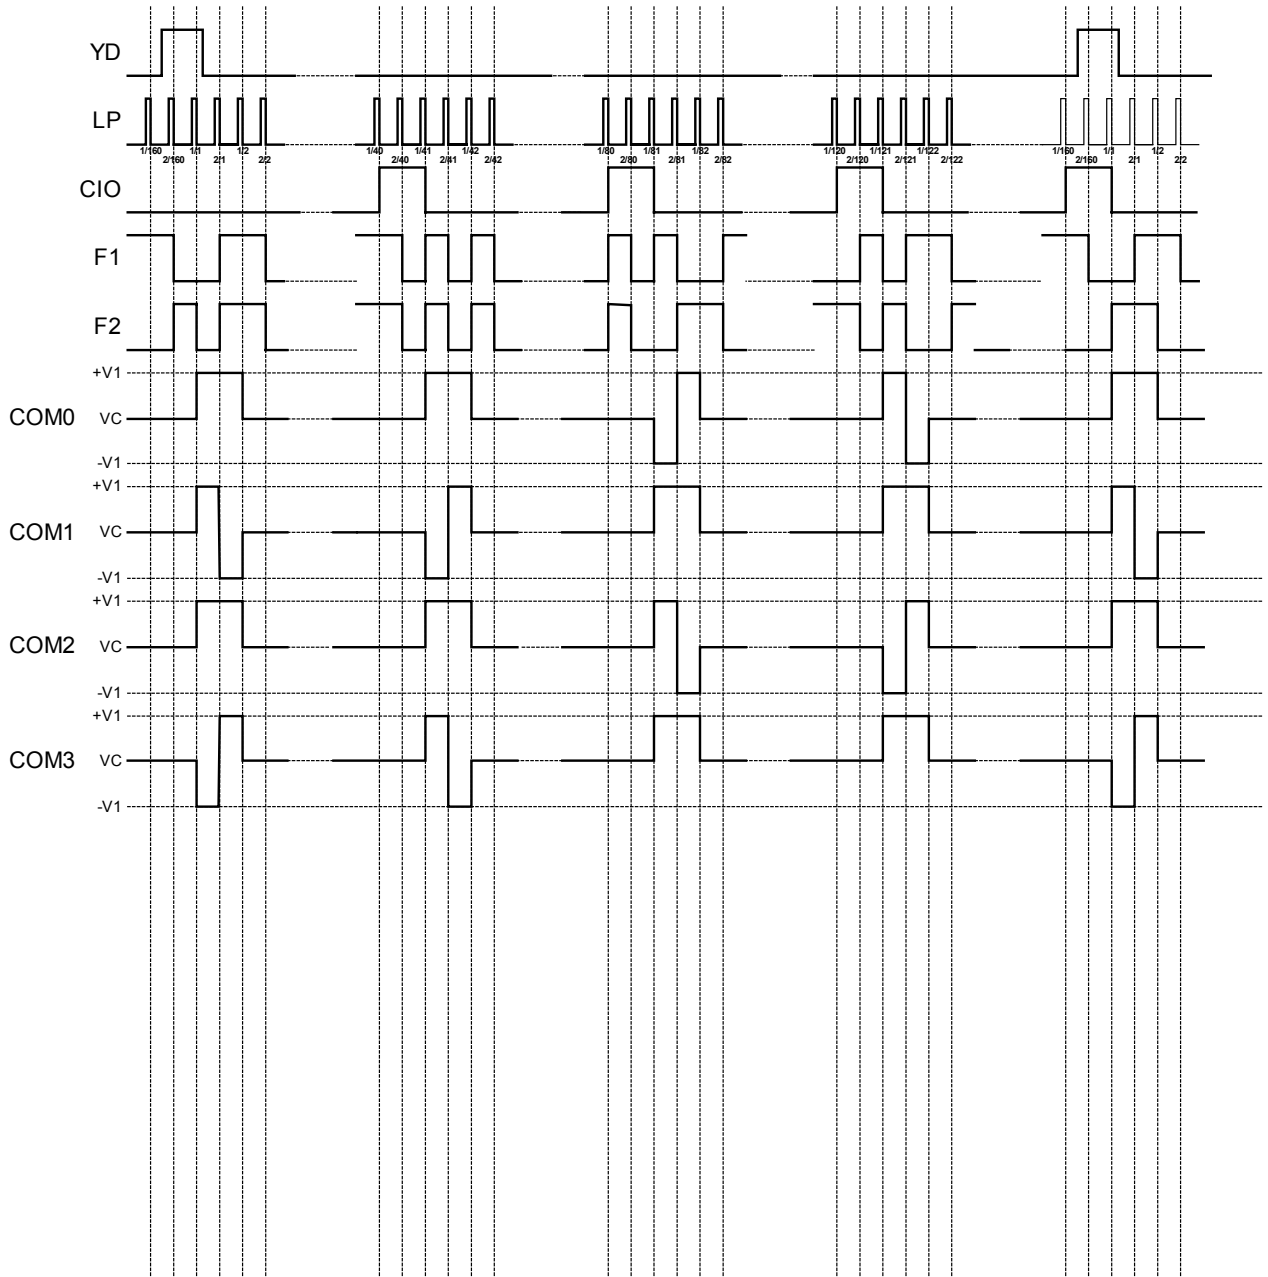 YD
LP
1/160 1/1 1/2 1/40 1/41 1/42 1/80 1/81 1/82 1/120 1/121 1/122 1/160 1/1 1/2
2/160 2/1 2/2 2/40 2/41 2/42 2/80 2/81 2/82 2/120 2/121 2/122 2/160 2/1 2/2
CIO
F1
F2
+V1
COM0 VC
-V1
+V1
COM1 VC
-V1
+V1
COM2 VC
-V1
+V1
COM3 VC
-V1